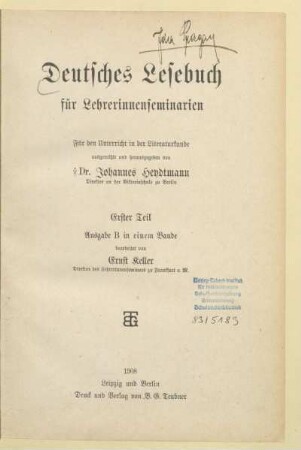 Deutsches Lesebuch
für Lehrerinnenseminarien
Für den Unterricht in der Literaturkunde
ausgewählt und herausgegeben von
† Dr. Johannes Heydtmann
Direktor an der Viktoriaschule zu Berlin
Erster Teil
Ausgabe B in einem Bande
bearbeitet von
Ernst Keller
Direktor des Lehrerinnenseminars zu Frankfurt a. M.
1908
Leipzig und Berlin
Druck und Verlag von B. G. Teubner